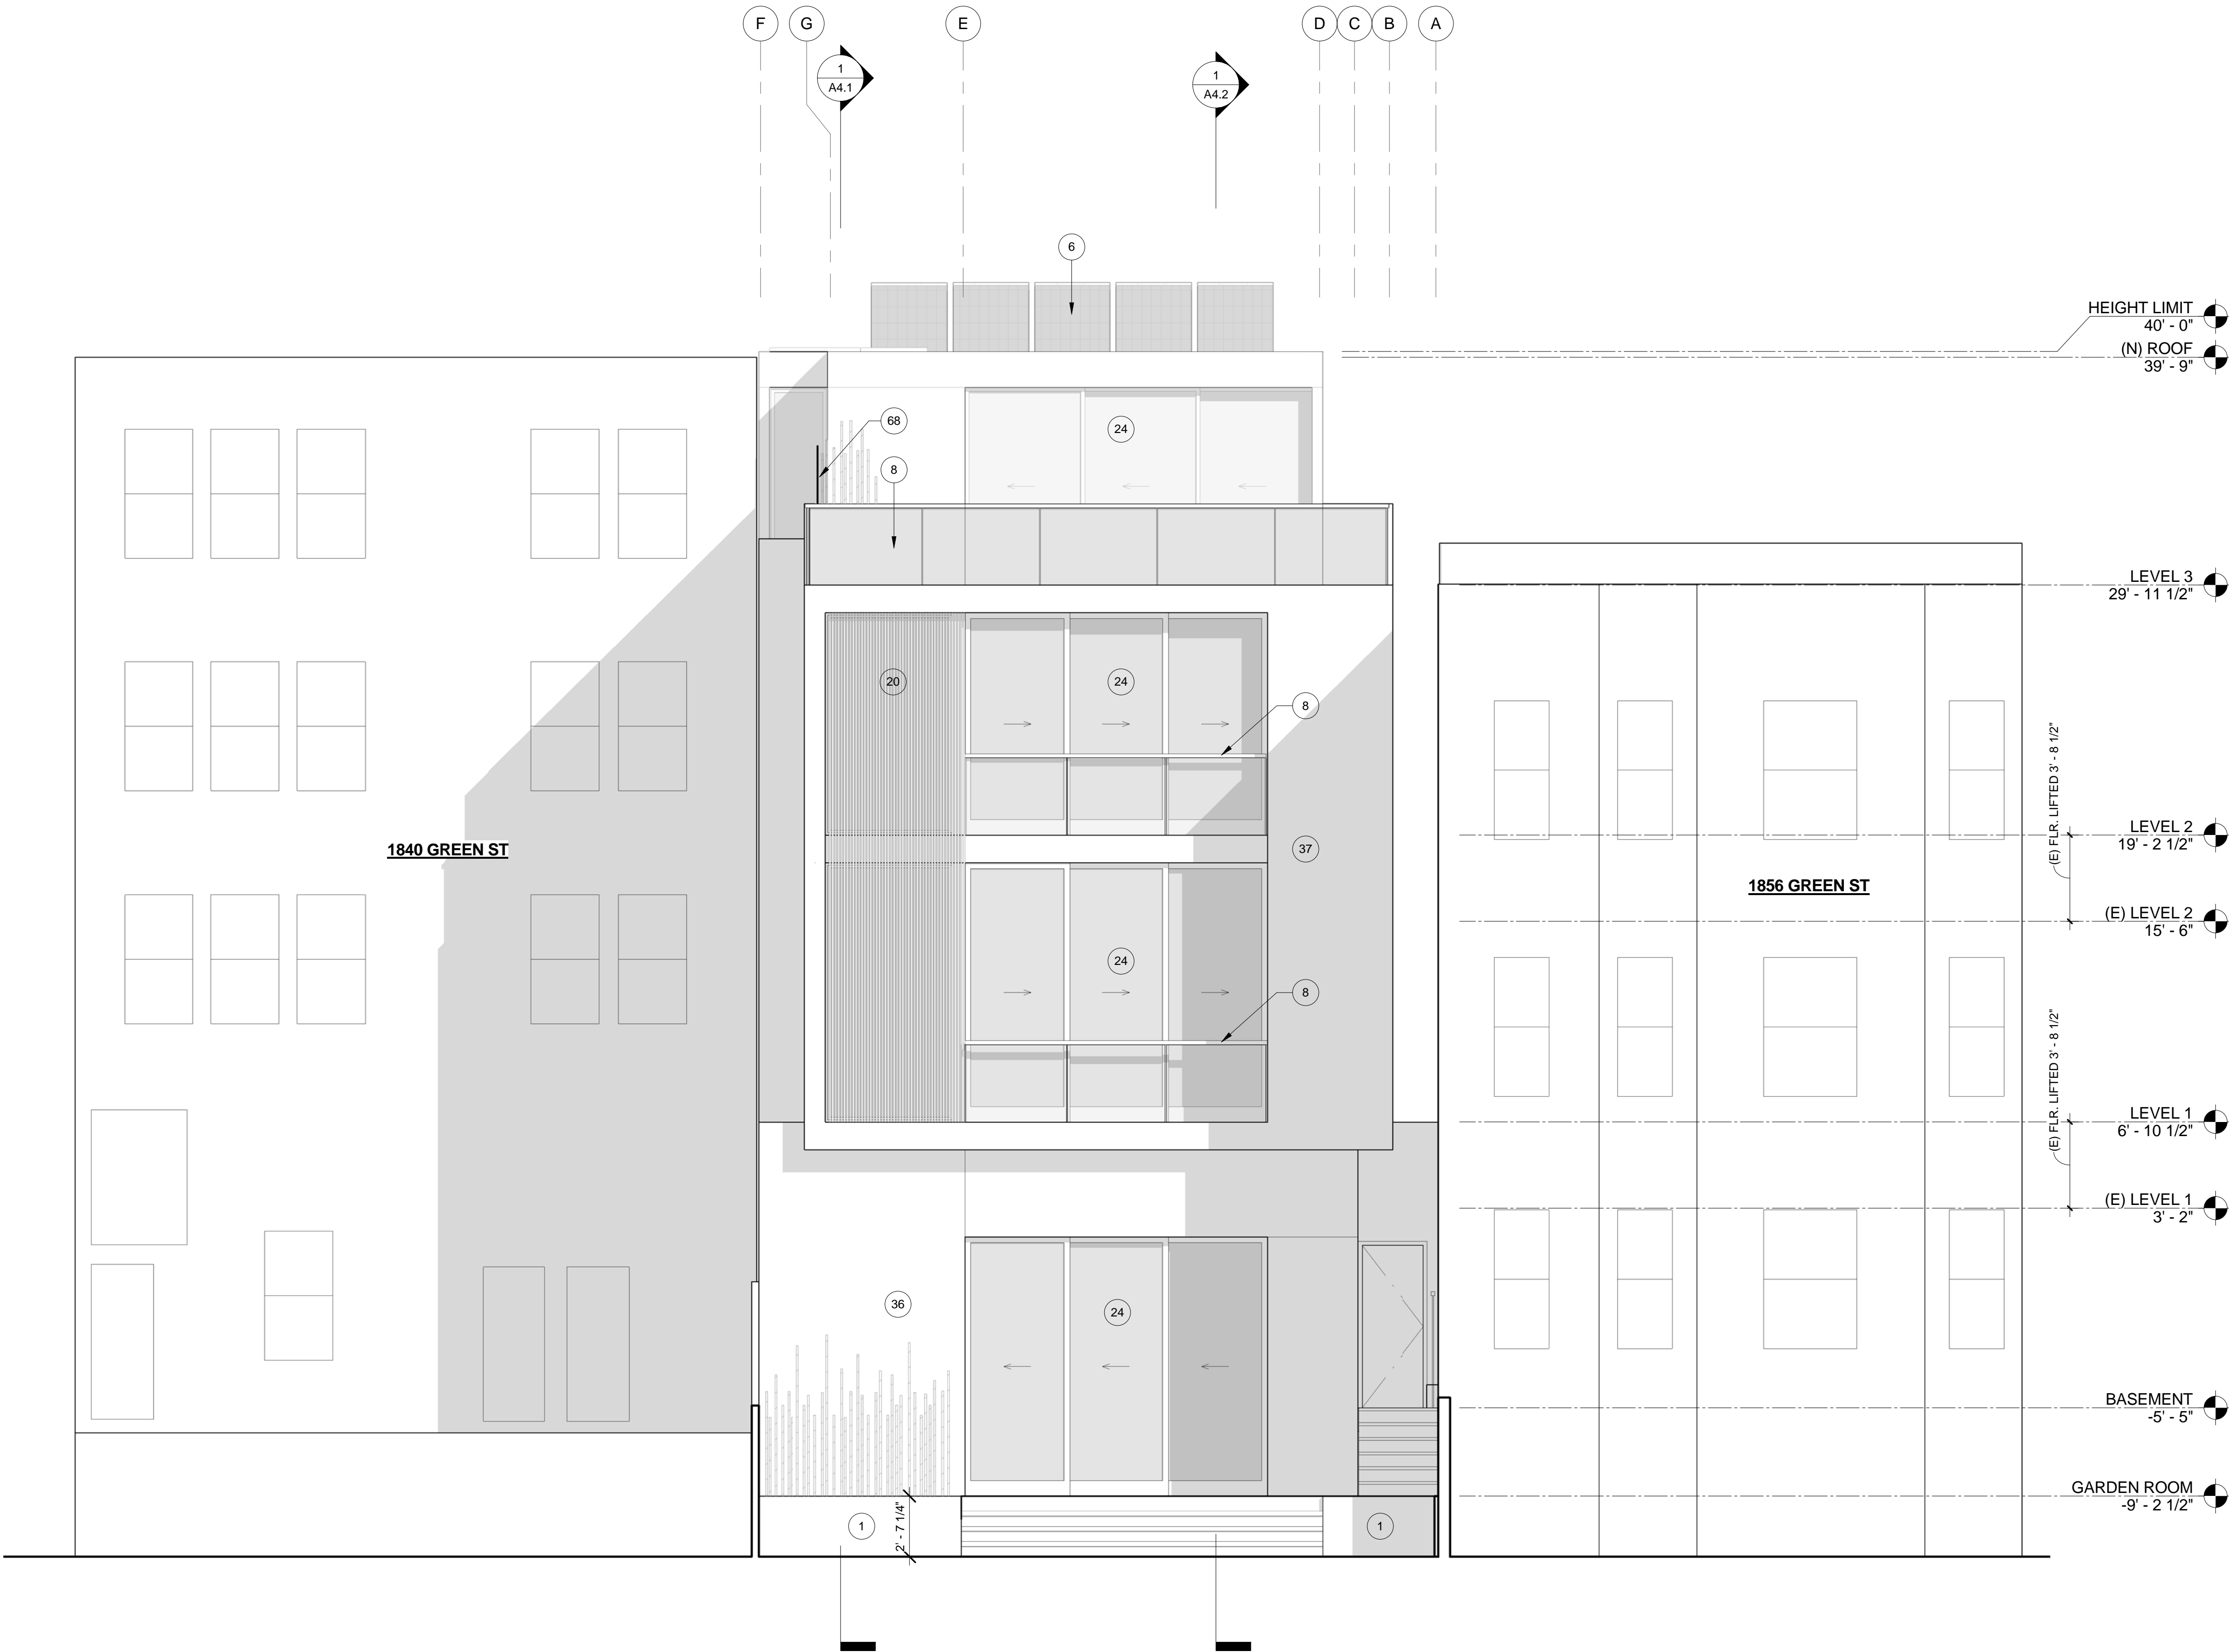 F
G
E
D
C
B
A
1
A4.1
1
A4.2
6
HEIGHT LIMIT
40' - 0"
(N) ROOF
39' - 9"
68
24
8
LEVEL 3
29' - 11 1/2"
20
24
8
(E) FLR. LIFTED 3' - 8 1/2"
LEVEL 2
19' - 2 1/2"
1840 GREEN ST
37
1856 GREEN ST
(E) LEVEL 2
15' - 6"
24
8
(E) FLR. LIFTED 3' - 8 1/2"
LEVEL 1
6' - 10 1/2"
(E) LEVEL 1
3' - 2"
36
24
BASEMENT
-5' - 5"
GARDEN ROOM
-9' - 2 1/2"
1
2' - 7 1/4"
1